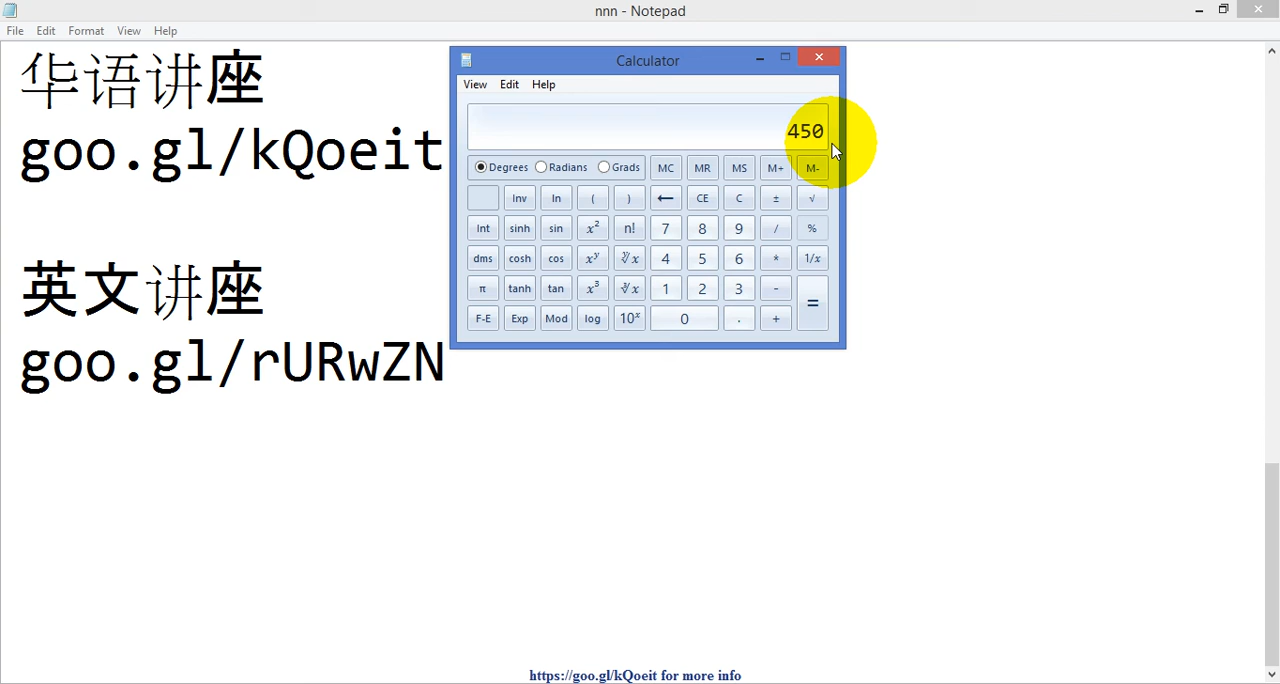 nnn - Notepad
File Edit Format View Help
华语讲座
goo.gl/kQoeit
英文讲座
goo.gl/rURwZN
Calculator
View Edit Help
450
Degrees Radians Grads MC MR MS M+ M-
Inv ln ( ) ← CE C ± √
Int sinh sin x² n! 7 8 9 / %
dms cosh cos xʸ ʸ√x 4 5 6 * 1/x
π tanh tan x³ ³√x 1 2 3 - =
F-E Exp Mod log 10ˣ 0 . +
https://goo.gl/kQoeit for more info